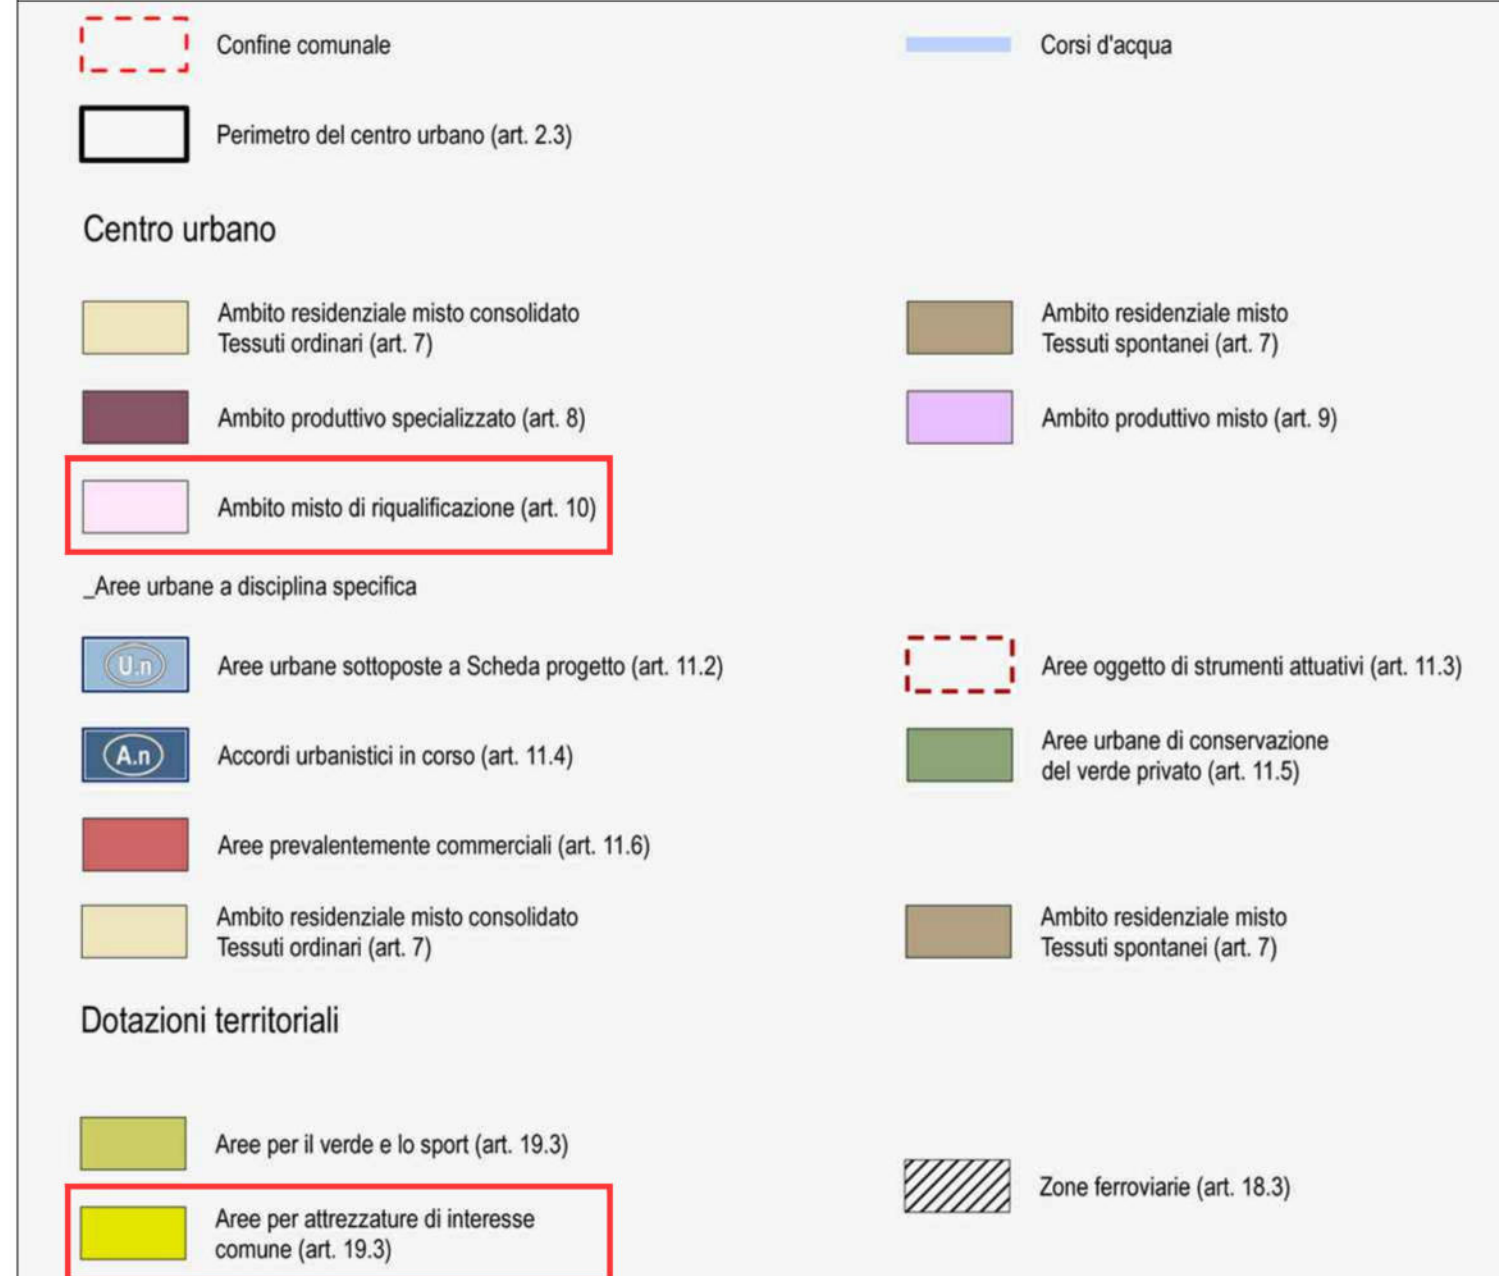 Confine comunale
Corsi d'acqua
Perimetro del centro urbano (art. 2.3)
Centro urbano
Ambito residenziale misto consolidato
Tessuti ordinari (art. 7)
Ambito residenziale misto
Tessuti spontanei (art. 7)
Ambito produttivo specializzato (art. 8)
Ambito produttivo misto (art. 9)
Ambito misto di riqualificazione (art. 10)
_Aree urbane a disciplina specifica
U.n
Aree urbane sottoposte a Scheda progetto (art. 11.2)
Aree oggetto di strumenti attuativi (art. 11.3)
A.n
Accordi urbanistici in corso (art. 11.4)
Aree urbane di conservazione
del verde privato (art. 11.5)
Aree prevalentemente commerciali (art. 11.6)
Ambito residenziale misto consolidato
Tessuti ordinari (art. 7)
Ambito residenziale misto
Tessuti spontanei (art. 7)
Dotazioni territoriali
Aree per il verde e lo sport (art. 19.3)
Zone ferroviarie (art. 18.3)
Aree per attrezzature di interesse
comune (art. 19.3)